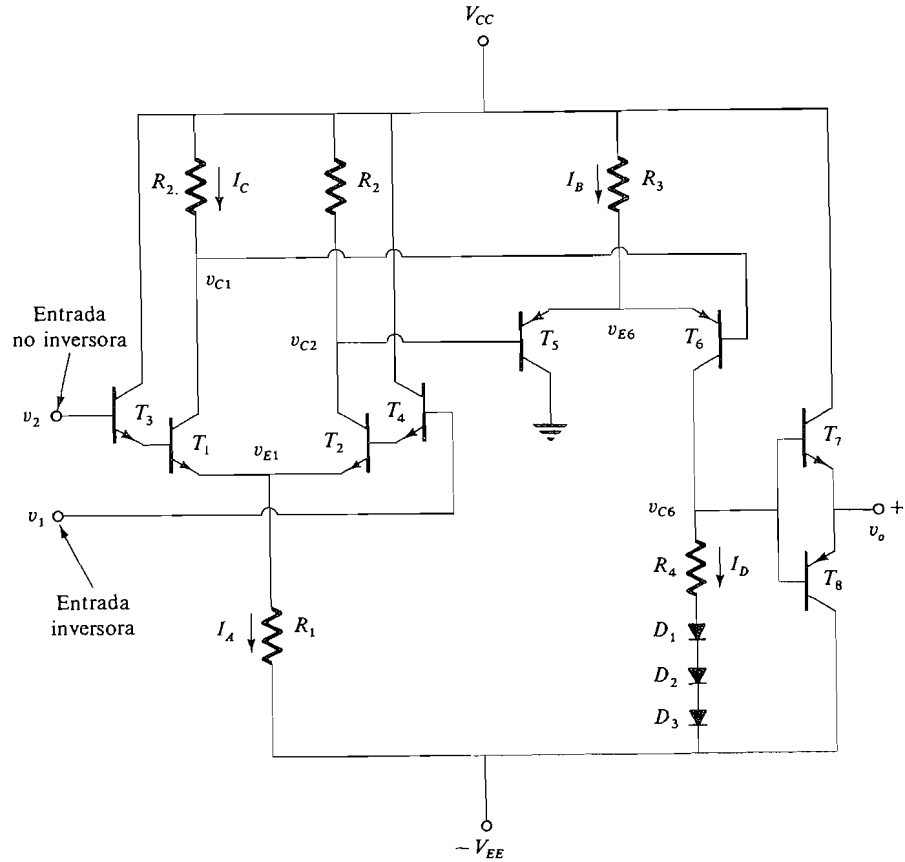 V_CC
R_2.
I_C
R_2
I_B
R_3
v_C1
Entrada
no inversora
v_C2
T_5
v_E6
T_6
v_2
T_3
T_1
v_E1
T_2
T_4
T_7
v_1
v_C6
+
v_o
R_4
I_D
T_8
Entrada
inversora
I_A
R_1
D_1
D_2
D_3
-V_EE